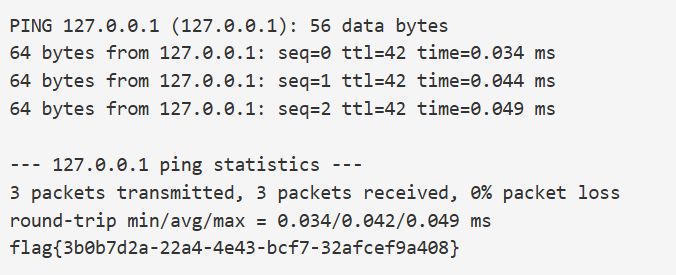 PING 127.0.0.1 (127.0.0.1): 56 data bytes
64 bytes from 127.0.0.1: seq=0 ttl=42 time=0.034 ms
64 bytes from 127.0.0.1: seq=1 ttl=42 time=0.044 ms
64 bytes from 127.0.0.1: seq=2 ttl=42 time=0.049 ms

--- 127.0.0.1 ping statistics ---
3 packets transmitted, 3 packets received, 0% packet loss
round-trip min/avg/max = 0.034/0.042/0.049 ms
flag{3b0b7d2a-22a4-4e43-bcf7-32afcef9a408}